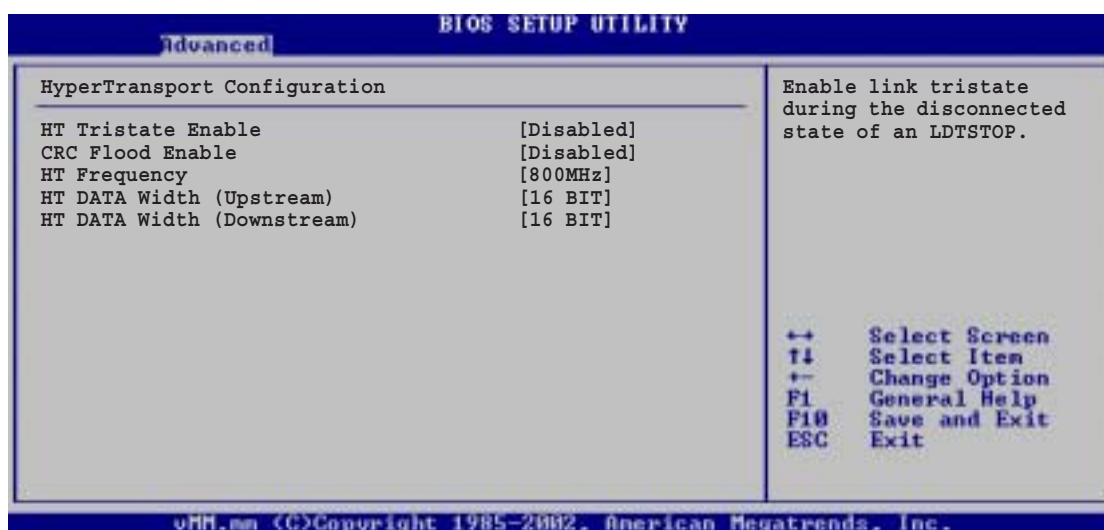 BIOS SETUP UTILITY
Advanced
HyperTransport Configuration
HT Tristate Enable [Disabled]
CRC Flood Enable [Disabled]
HT Frequency [800MHz]
HT DATA Width (Upstream) [16 BIT]
HT DATA Width (Downstream) [16 BIT]
Enable link tristate
during the disconnected
state of an LDTSTOP.
←→ Select Screen
↑↓ Select Item
+- Change Option
F1 General Help
F10 Save and Exit
ESC Exit
vMM.mm (C)Copyright 1985-2002, American Megatrends, Inc.